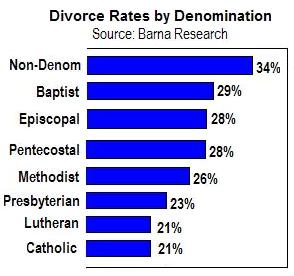 Divorce Rates by Denomination
Source: Barna Research
Non-Denom 34%
Baptist 29%
Episcopal 28%
Pentecostal 28%
Methodist 26%
Presbyterian 23%
Lutheran 21%
Catholic 21%